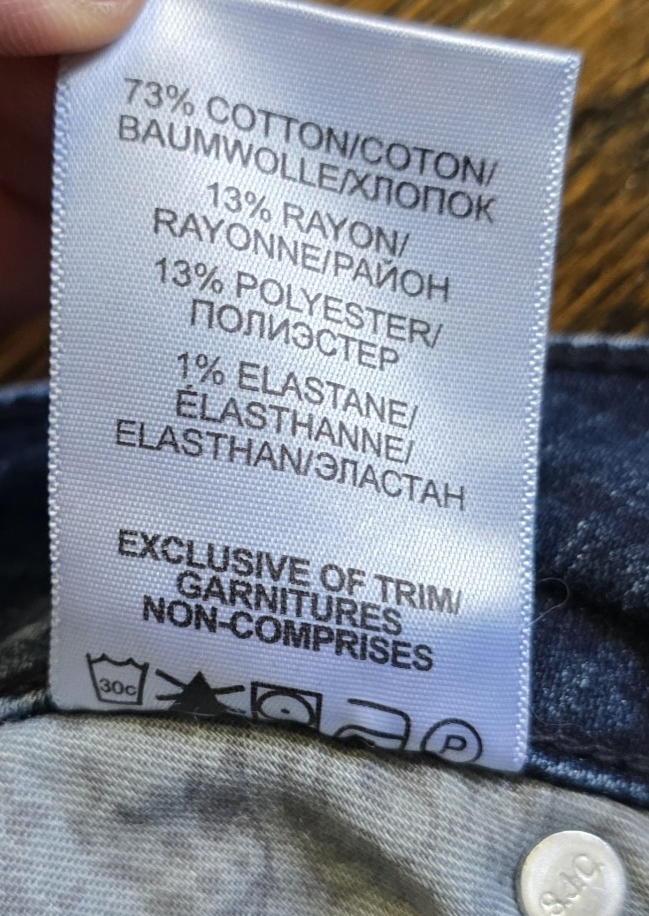 73% COTTON/COTON/
BAUMWOLLE/ХЛОПОК
13% RAYON/
RAYONNE/РАЙОН
13% POLYESTER/
ПОЛИЭСТЕР
1% ELASTANE/
ÉLASTHANNE/
ELASTHAN/ЭЛАСТАН
EXCLUSIVE OF TRIM/
GARNITURES
NON-COMPRISES
30c
P